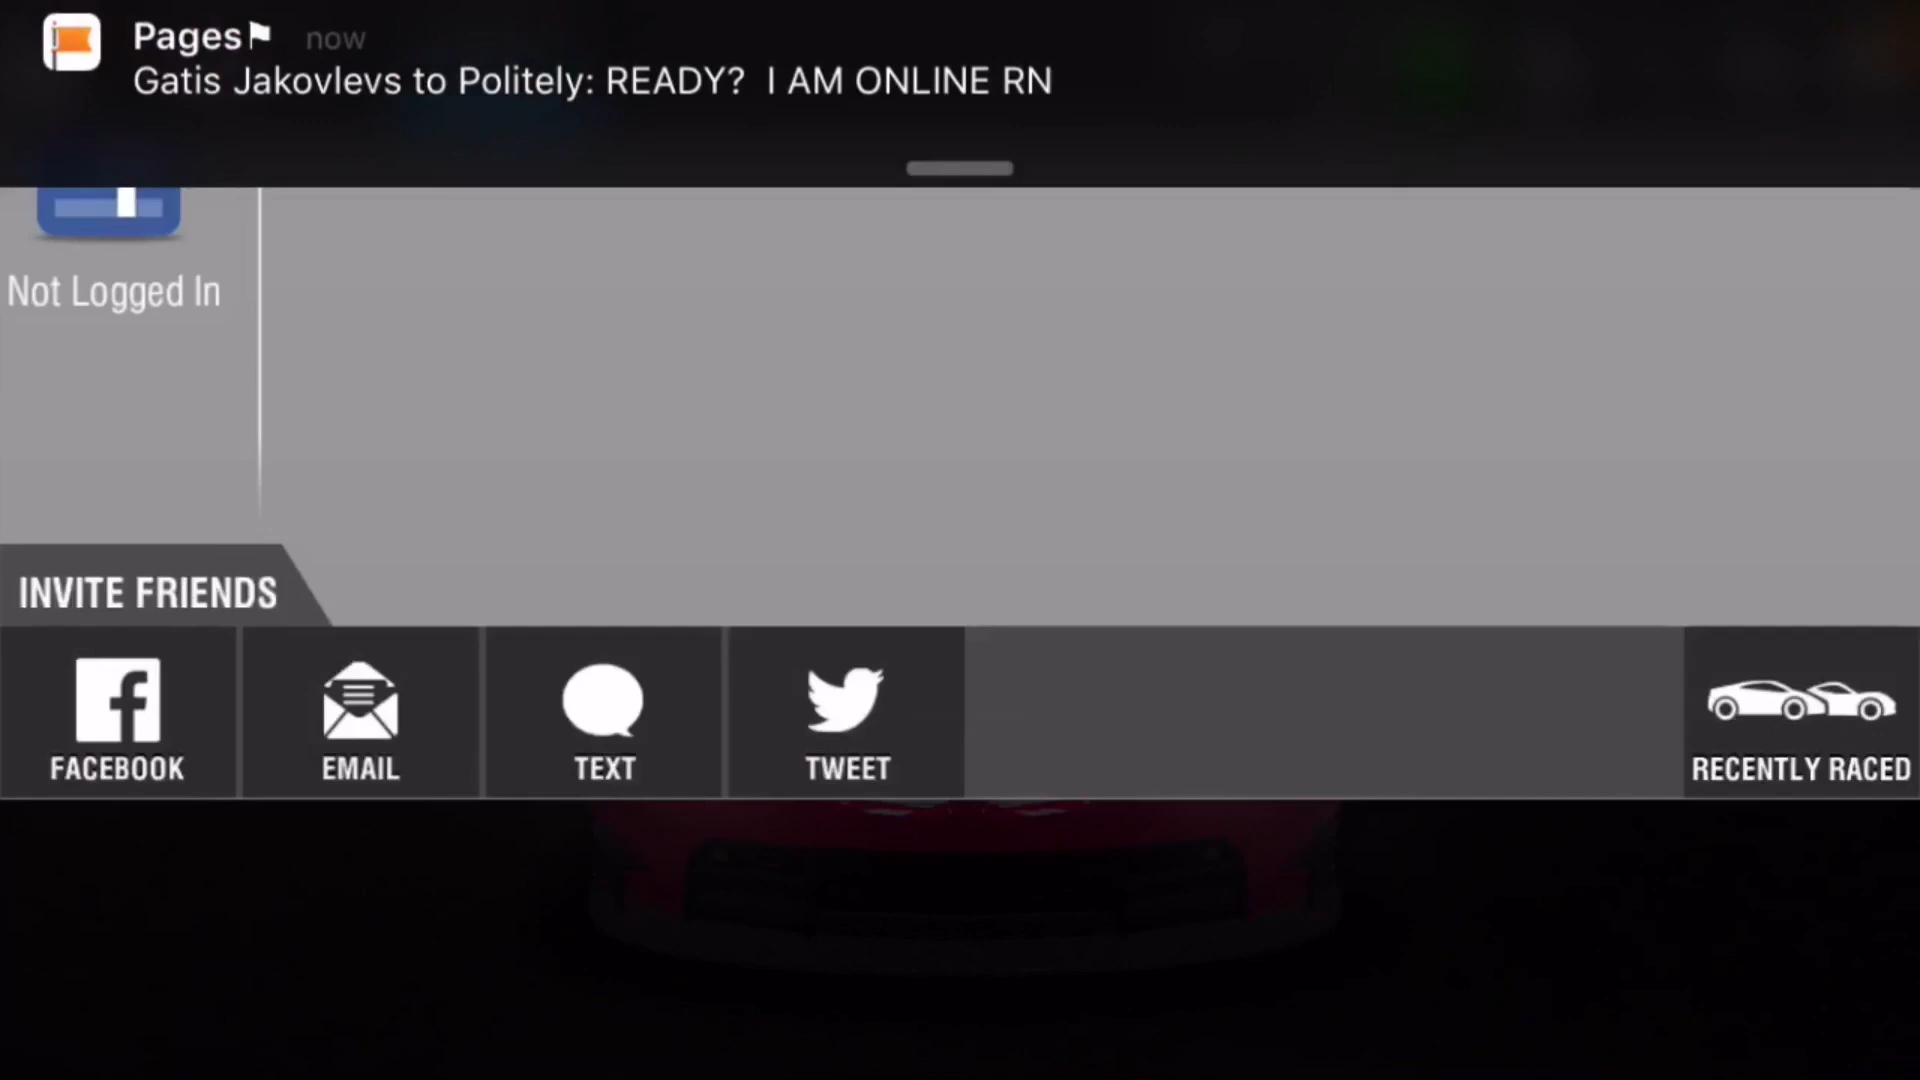 Pages now
Gatis Jakovlevs to Politely: READY? I AM ONLINE RN
Not Logged In
INVITE FRIENDS
FACEBOOK
EMAIL
TEXT
TWEET
RECENTLY RACED